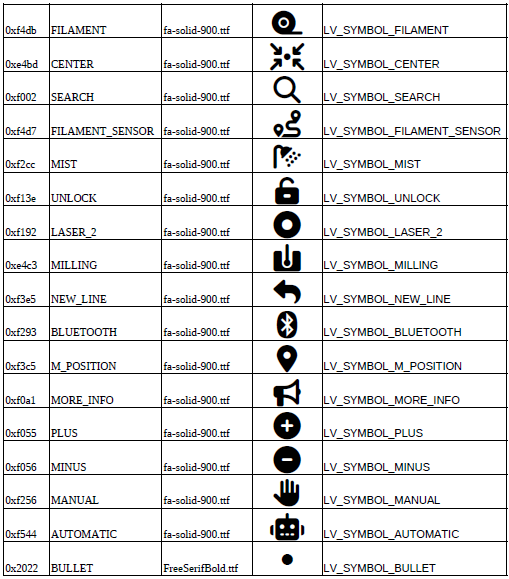 0xf4db FILAMENT fa-solid-900.ttf LV_SYMBOL_FILAMENT
0xe4bd CENTER fa-solid-900.ttf LV_SYMBOL_CENTER
0xf002 SEARCH fa-solid-900.ttf LV_SYMBOL_SEARCH
0xf4d7 FILAMENT_SENSOR fa-solid-900.ttf LV_SYMBOL_FILAMENT_SENSOR
0xf2cc MIST fa-solid-900.ttf LV_SYMBOL_MIST
0xf13e UNLOCK fa-solid-900.ttf LV_SYMBOL_UNLOCK
0xf192 LASER_2 fa-solid-900.ttf LV_SYMBOL_LASER_2
0xe4c3 MILLING fa-solid-900.ttf LV_SYMBOL_MILLING
0xf3e5 NEW_LINE fa-solid-900.ttf LV_SYMBOL_NEW_LINE
0xf293 BLUETOOTH fa-solid-900.ttf LV_SYMBOL_BLUETOOTH
0xf3c5 M_POSITION fa-solid-900.ttf LV_SYMBOL_M_POSITION
0xf0a1 MORE_INFO fa-solid-900.ttf LV_SYMBOL_MORE_INFO
0xf055 PLUS fa-solid-900.ttf LV_SYMBOL_PLUS
0xf056 MINUS fa-solid-900.ttf LV_SYMBOL_MINUS
0xf256 MANUAL fa-solid-900.ttf LV_SYMBOL_MANUAL
0xf544 AUTOMATIC fa-solid-900.ttf LV_SYMBOL_AUTOMATIC
0x2022 BULLET FreeSerifBold.ttf LV_SYMBOL_BULLET